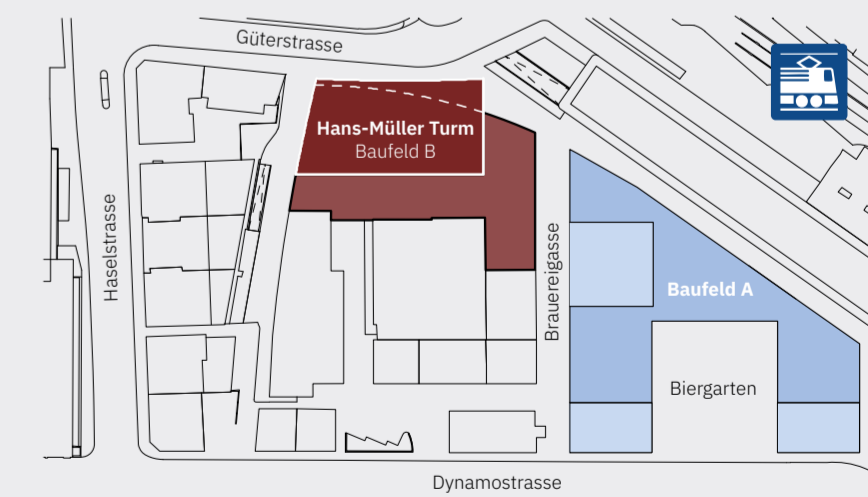 Güterstrasse
Hans-Müller Turm
Baufeld B
Haselstrasse
Brauereigasse
Baufeld A
Biergarten
Dynamostrasse